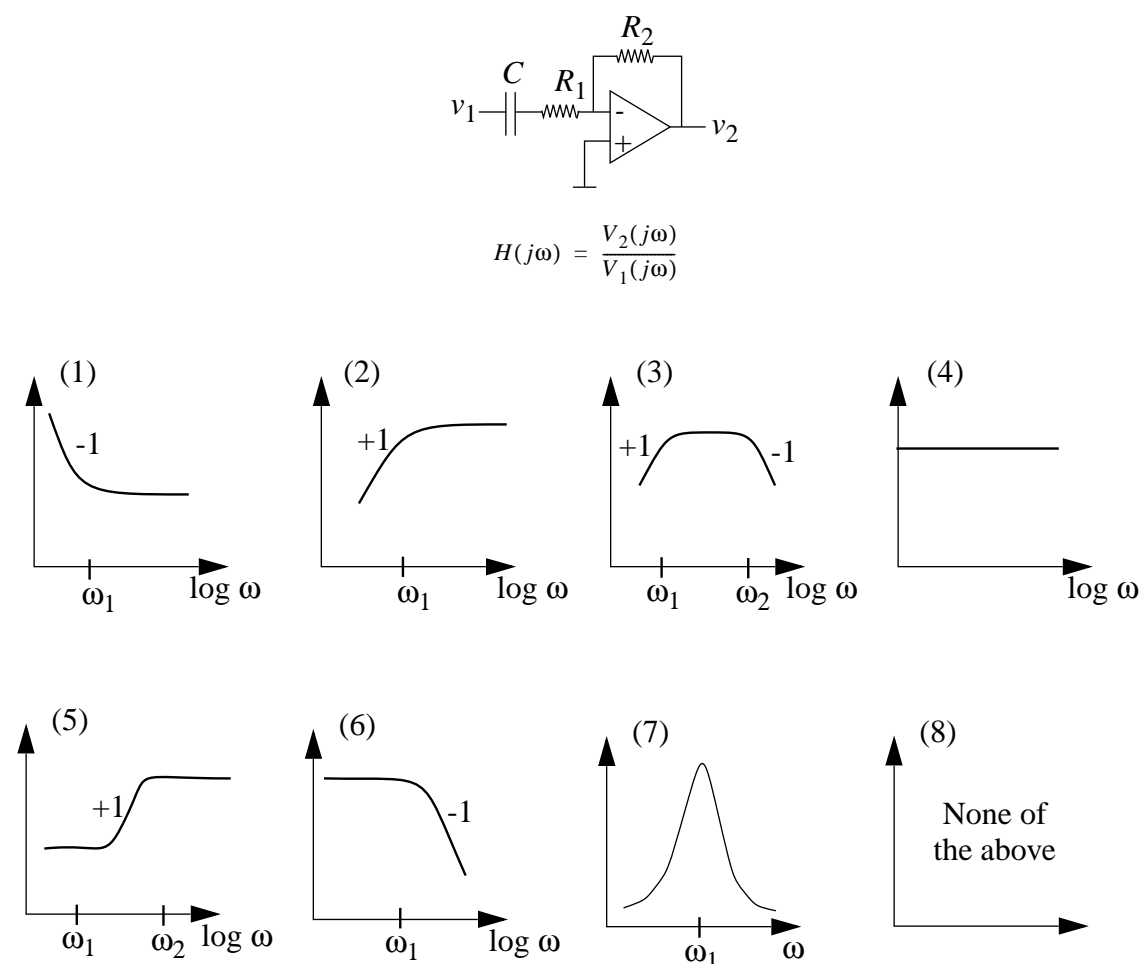 R2
C
R1
v1
-
+
v2
H(jω) = V2(jω) / V1(jω)
(1)
-1
ω1
log ω
(2)
+1
ω1
log ω
(3)
+1
-1
ω1
ω2
log ω
(4)
log ω
(5)
+1
ω1
ω2
log ω
(6)
-1
ω1
log ω
(7)
ω1
ω
(8)
None of
the above